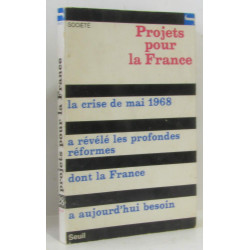 SOCIÉTÉ
Projets
pour
la France
la crise de mai 1968
a révélé les profondes
réformes
dont la France
a aujourd'hui besoin
Seuil
projets pour la France